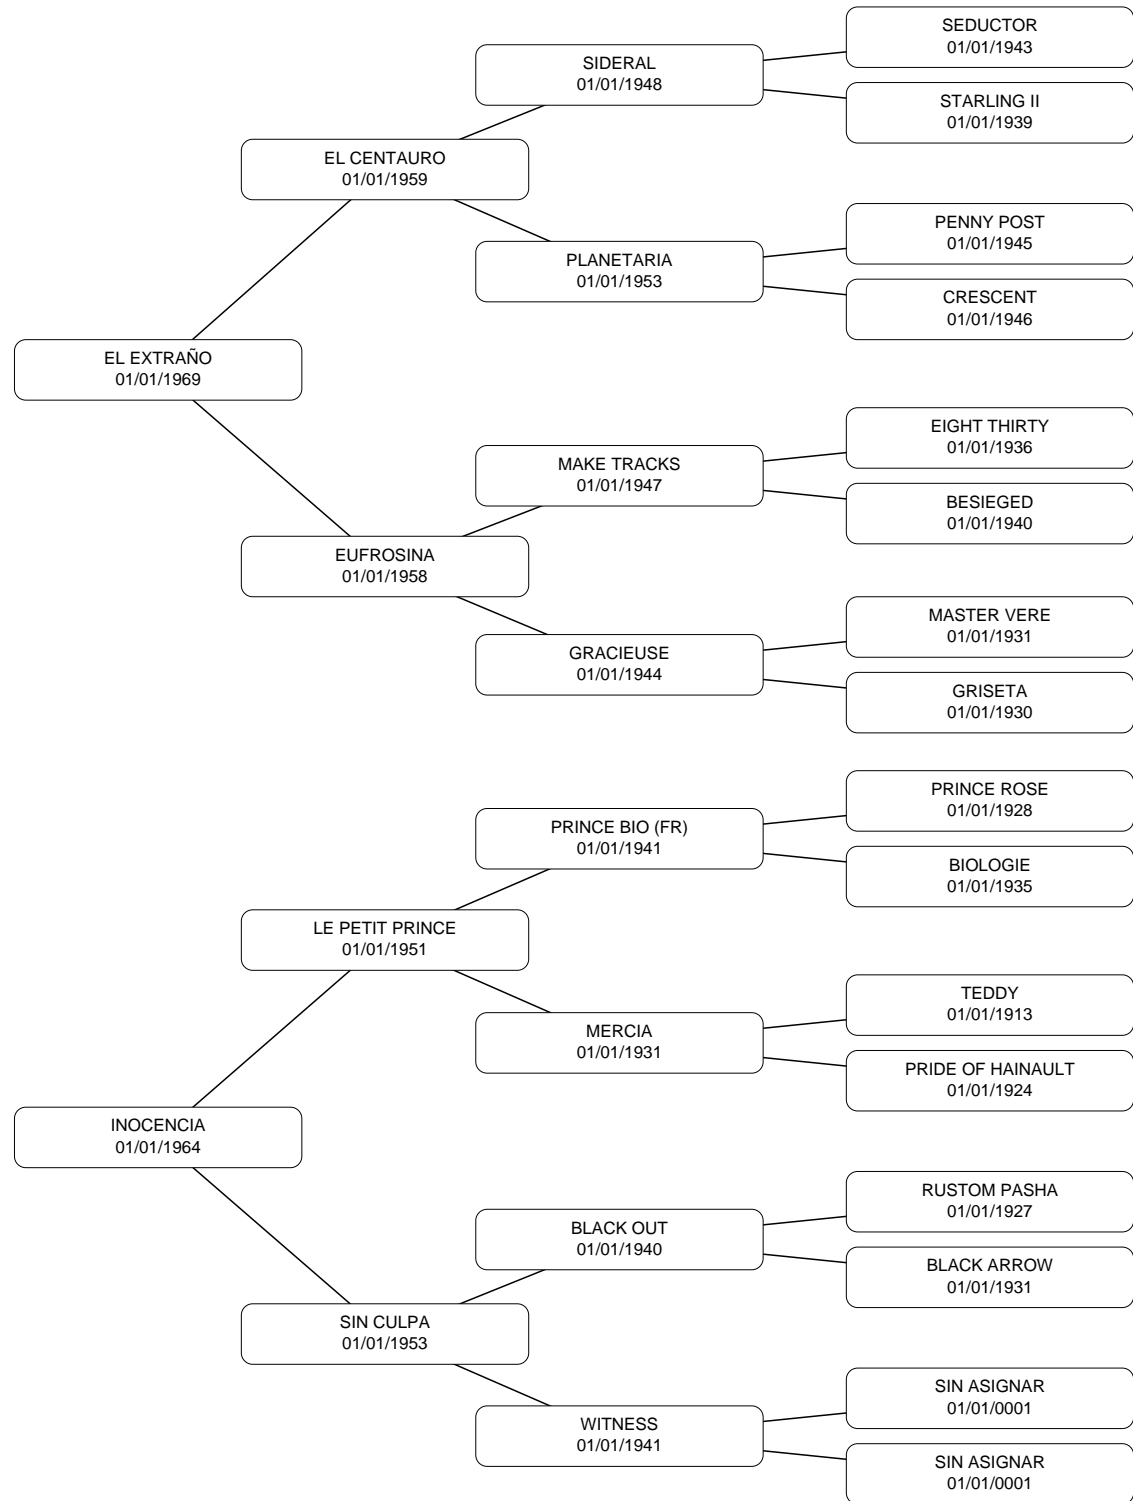 SEDUCTOR
01/01/1943
SIDERAL
01/01/1948
STARLING II
01/01/1939
EL CENTAURO
01/01/1959
PENNY POST
01/01/1945
PLANETARIA
01/01/1953
CRESCENT
01/01/1946
EL EXTRAÑO
01/01/1969
EIGHT THIRTY
01/01/1936
MAKE TRACKS
01/01/1947
BESIEGED
01/01/1940
EUFROSINA
01/01/1958
MASTER VERE
01/01/1931
GRACIEUSE
01/01/1944
GRISETA
01/01/1930
PRINCE ROSE
01/01/1928
PRINCE BIO (FR)
01/01/1941
BIOLOGIE
01/01/1935
LE PETIT PRINCE
01/01/1951
TEDDY
01/01/1913
MERCIA
01/01/1931
PRIDE OF HAINAULT
01/01/1924
INOCENCIA
01/01/1964
RUSTOM PASHA
01/01/1927
BLACK OUT
01/01/1940
BLACK ARROW
01/01/1931
SIN CULPA
01/01/1953
SIN ASIGNAR
01/01/0001
WITNESS
01/01/1941
SIN ASIGNAR
01/01/0001